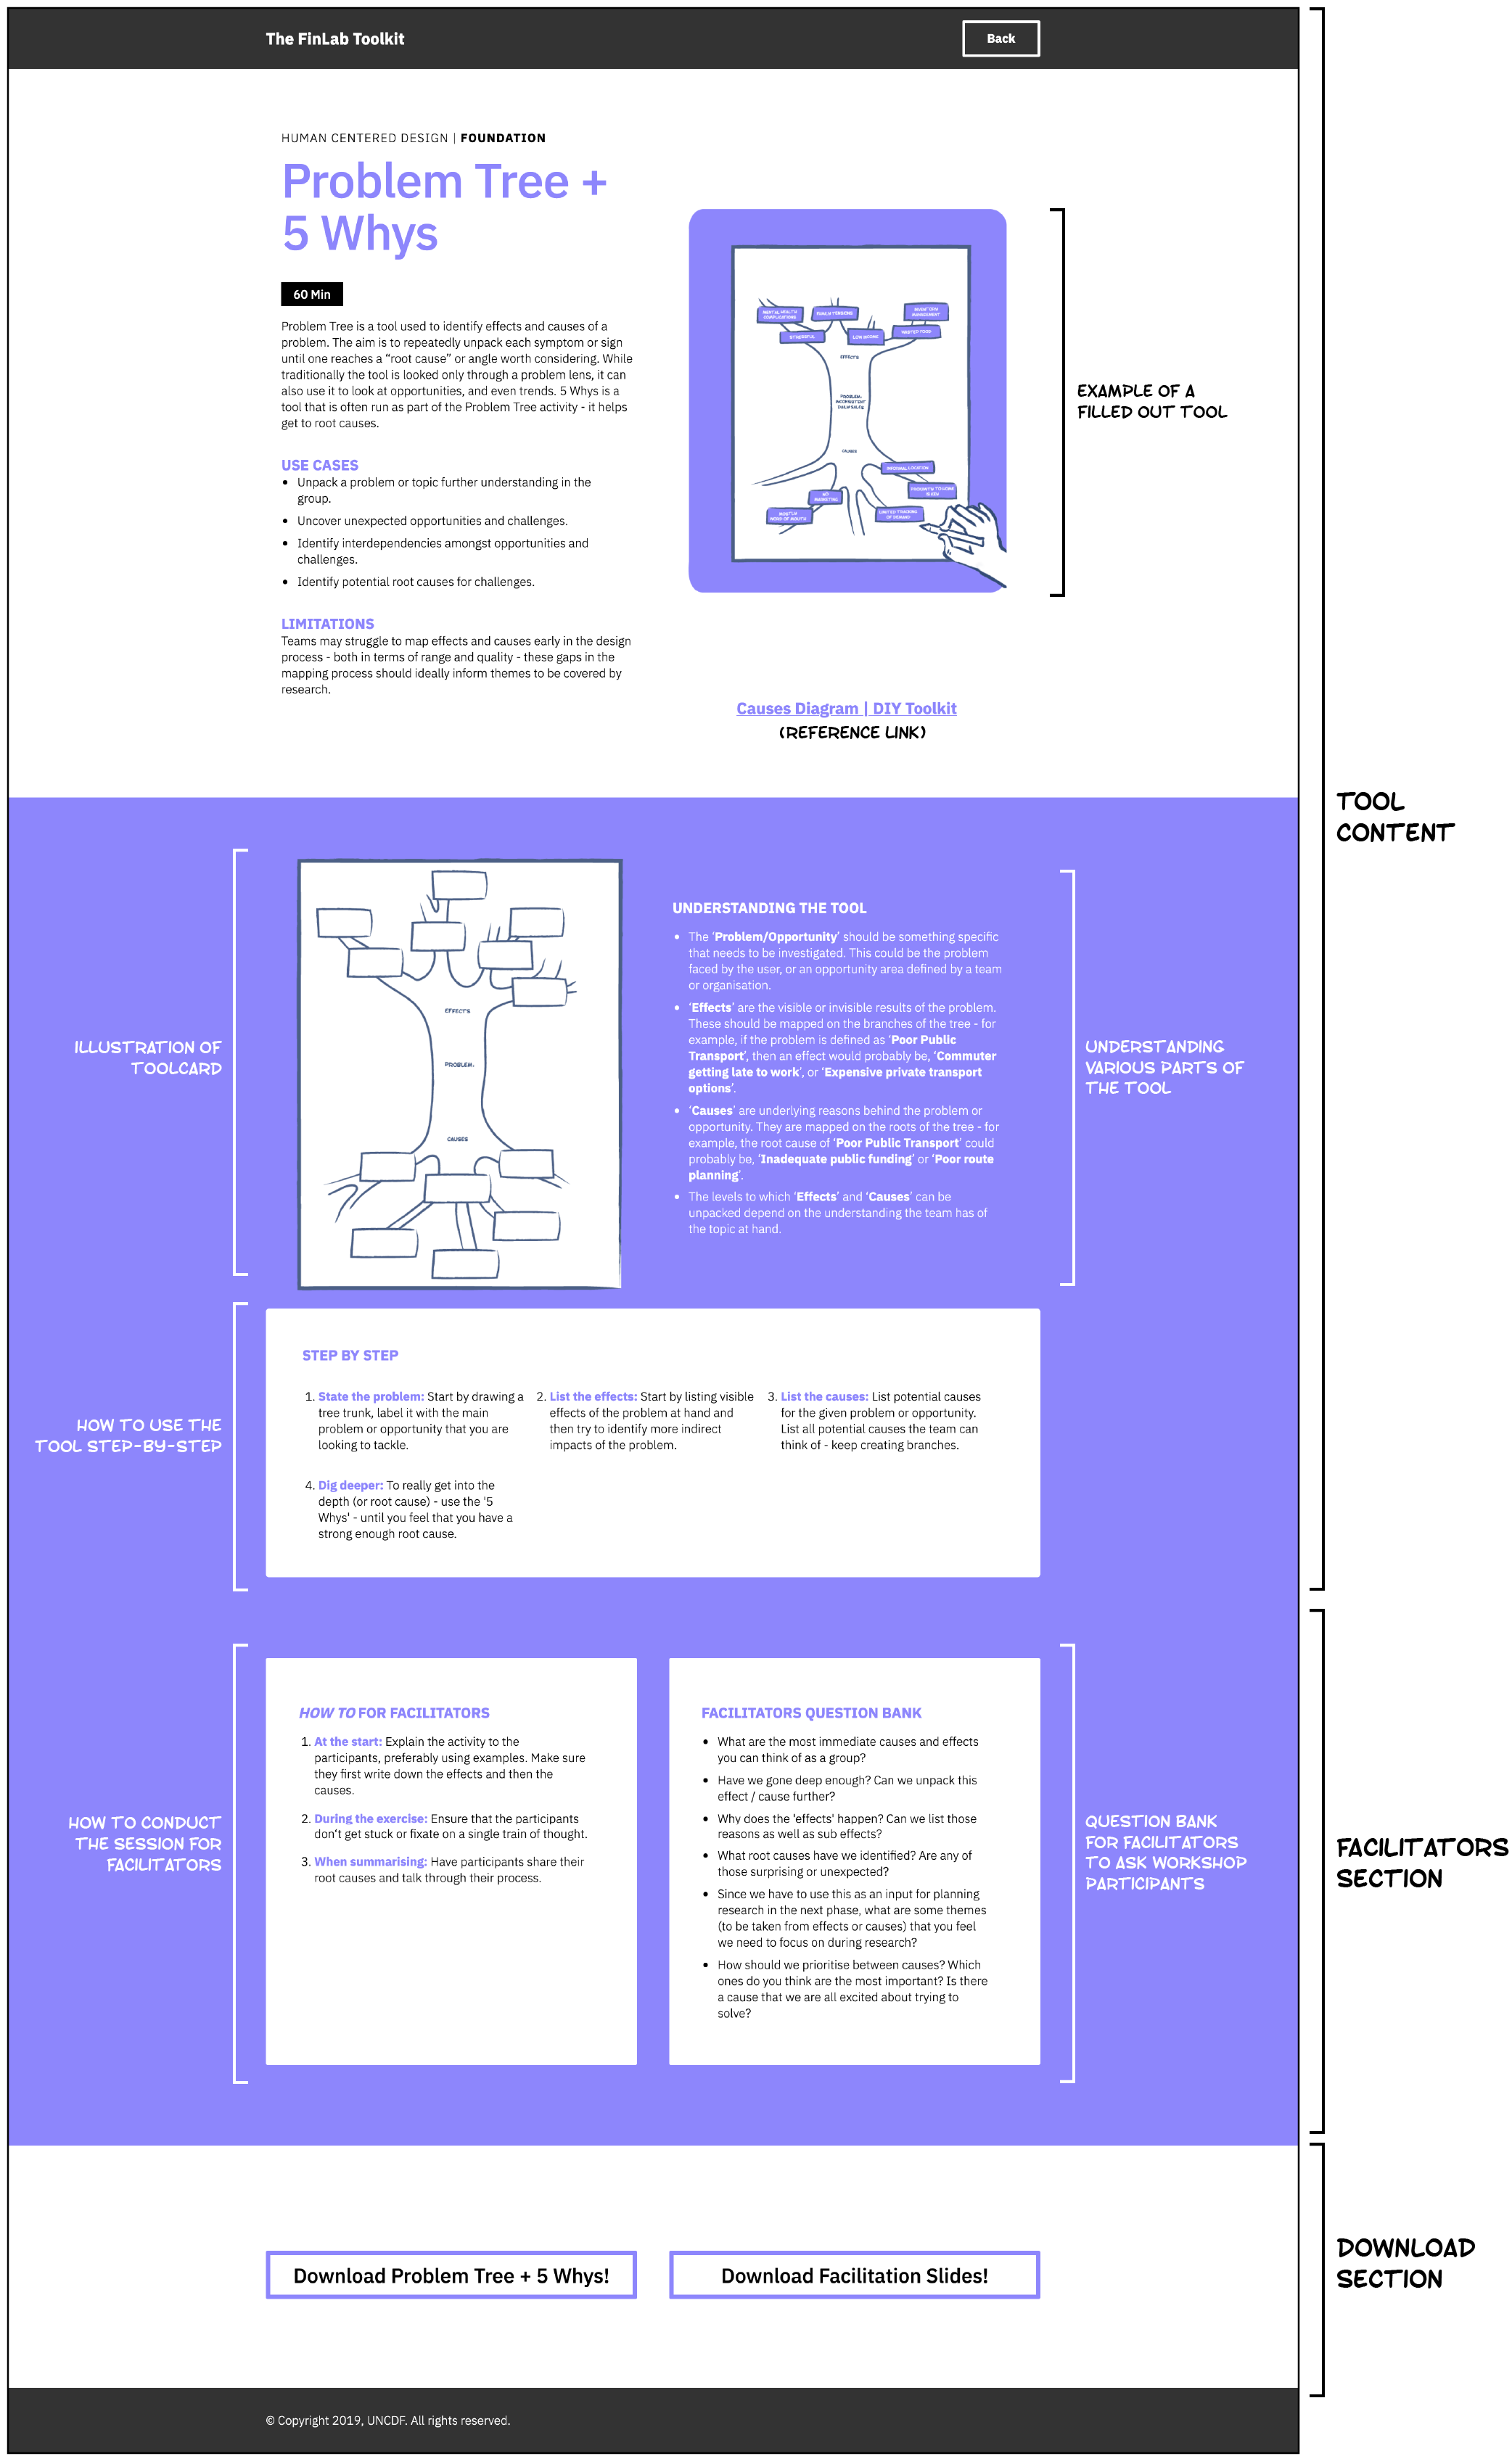 The FinLab Toolkit
Back
HUMAN CENTERED DESIGN | FOUNDATION
Problem Tree +
5 Whys
60 Min
Problem Tree is a tool used to identify effects and causes of a
problem. The aim is to repeatedly unpack each symptom or sign
until one reaches a “root cause” or angle worth considering. While
traditionally the tool is looked only through a problem lens, it can
also use it to look at opportunities, and even trends. 5 Whys is a
tool that is often run as part of the Problem Tree activity - it helps
get to root causes.
USE CASES
• Unpack a problem or topic further understanding in the
group.
• Uncover unexpected opportunities and challenges.
• Identify interdependencies amongst opportunities and
challenges.
• Identify potential root causes for challenges.
LIMITATIONS
Teams may struggle to map effects and causes early in the design
process - both in terms of range and quality - these gaps in the
mapping process should ideally inform themes to be covered by
research.
MENTAL HEALTH
COMPLICATIONS
FAMILY TENSIONS
INVENTORY
MANAGEMENT
STRESSFUL
LOW INCOME
WASTED FOOD
EFFECTS
PROBLEM:
INCONSISTENT
DAILY SALES
CAUSES
PROXIMITY TO HOME
IS KEY
NO
MARKETING
MOSTLY
WORD OF MOUTH
LIMITED TRACKING
OF DEMAND
EXAMPLE OF A
FILLED OUT TOOL
Causes Diagram | DIY Toolkit
(REFERENCE LINK)
TOOL
CONTENT
ILLUSTRATION OF
TOOLCARD
EFFECTS
PROBLEM:
CAUSES
UNDERSTANDING THE TOOL
• The ‘Problem/Opportunity’ should be something specific
that needs to be investigated. This could be the problem
faced by the user, or an opportunity area defined by a team
or organisation.
• ‘Effects’ are the visible or invisible results of the problem.
These should be mapped on the branches of the tree - for
example, if the problem is defined as ‘Poor Public
Transport’, then an effect would probably be, ‘Commuter
getting late to work’, or ‘Expensive private transport
options’.
• ‘Causes’ are underlying reasons behind the problem or
opportunity. They are mapped on the roots of the tree - for
example, the root cause of ‘Poor Public Transport’ could
probably be, ‘Inadequate public funding’ or ‘Poor route
planning’.
• The levels to which ‘Effects’ and ‘Causes’ can be
unpacked depend on the understanding the team has of
the topic at hand.
UNDERSTANDING
VARIOUS PARTS OF
THE TOOL
HOW TO USE THE
TOOL STEP-BY-STEP
STEP BY STEP
1. State the problem: Start by drawing a
tree trunk, label it with the main
problem or opportunity that you are
looking to tackle.
2. List the effects: Start by listing visible
effects of the problem at hand and
then try to identify more indirect
impacts of the problem.
3. List the causes: List potential causes
for the given problem or opportunity.
List all potential causes the team can
think of - keep creating branches.
4. Dig deeper: To really get into the
depth (or root cause) - use the '5
Whys' - until you feel that you have a
strong enough root cause.
HOW TO CONDUCT
THE SESSION FOR
FACILITATORS
HOW TO FOR FACILITATORS
1. At the start: Explain the activity to the
participants, preferably using examples. Make sure
they first write down the effects and then the
causes.
2. During the exercise: Ensure that the participants
don’t get stuck or fixate on a single train of thought.
3. When summarising: Have participants share their
root causes and talk through their process.
FACILITATORS QUESTION BANK
• What are the most immediate causes and effects
you can think of as a group?
• Have we gone deep enough? Can we unpack this
effect / cause further?
• Why does the 'effects' happen? Can we list those
reasons as well as sub effects?
• What root causes have we identified? Are any of
those surprising or unexpected?
• Since we have to use this as an input for planning
research in the next phase, what are some themes
(to be taken from effects or causes) that you feel
we need to focus on during research?
• How should we prioritise between causes? Which
ones do you think are the most important? Is there
a cause that we are all excited about trying to
solve?
QUESTION BANK
FOR FACILITATORS
TO ASK WORKSHOP
PARTICIPANTS
FACILITATORS
SECTION
Download Problem Tree + 5 Whys!
Download Facilitation Slides!
DOWNLOAD
SECTION
© Copyright 2019, UNCDF. All rights reserved.